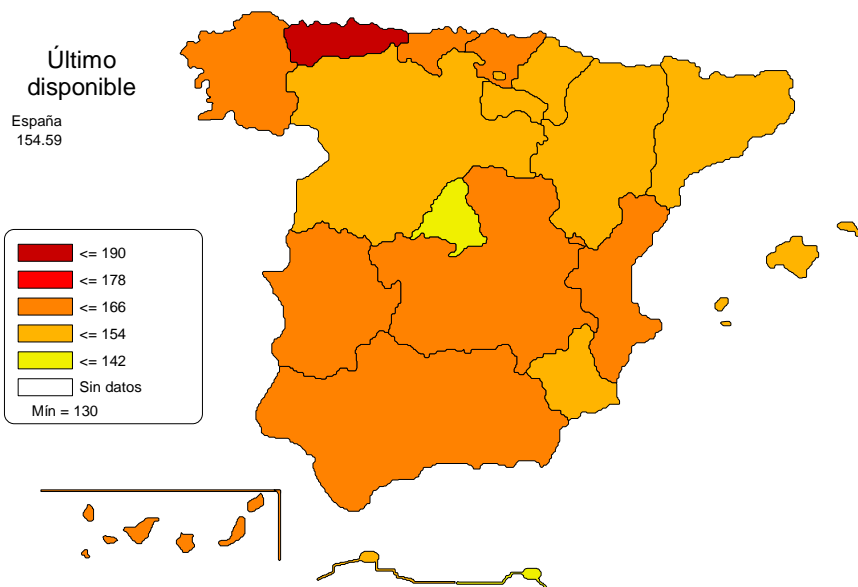 Último
disponible
España
154.59
<= 190
<= 178
<= 166
<= 154
<= 142
Sin datos
Mín = 130